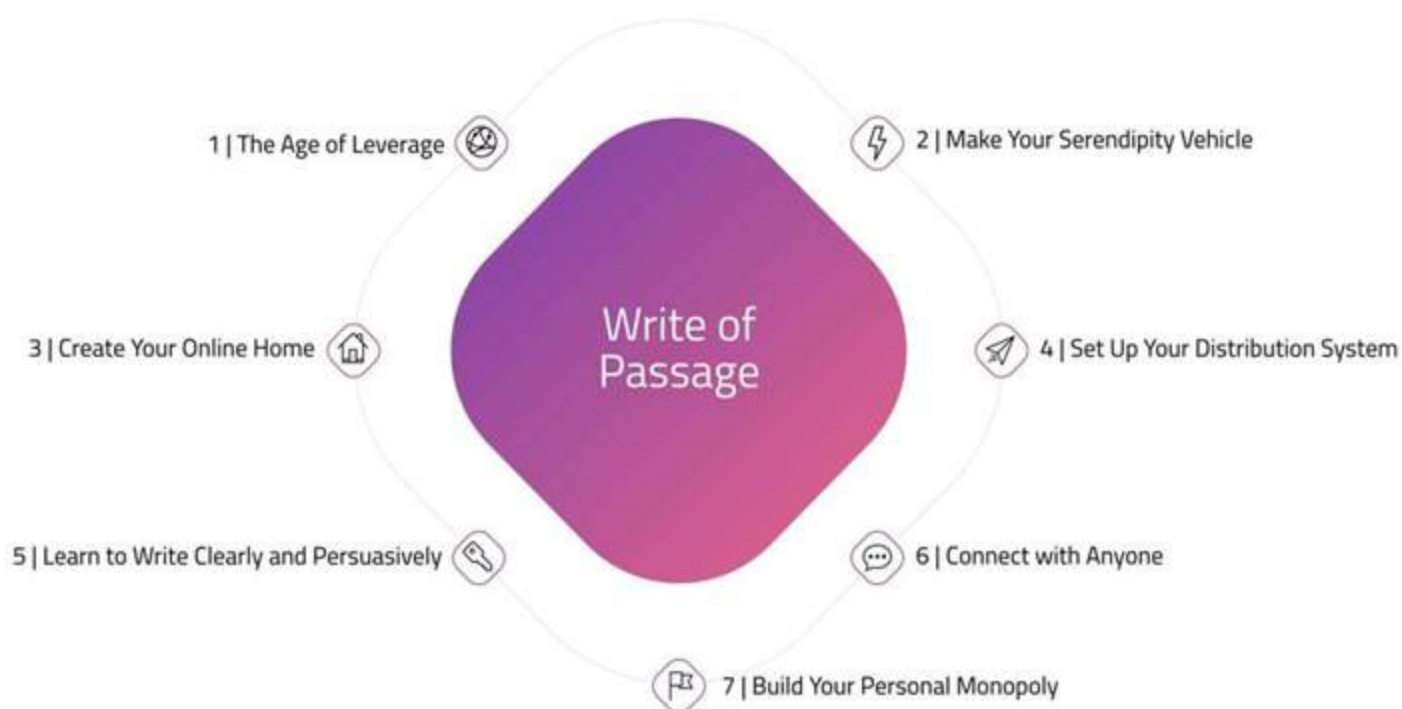 1 | The Age of Leverage
2 | Make Your Serendipity Vehicle
Write of
Passage
3 | Create Your Online Home
4 | Set Up Your Distribution System
5 | Learn to Write Clearly and Persuasively
6 | Connect with Anyone
7 | Build Your Personal Monopoly